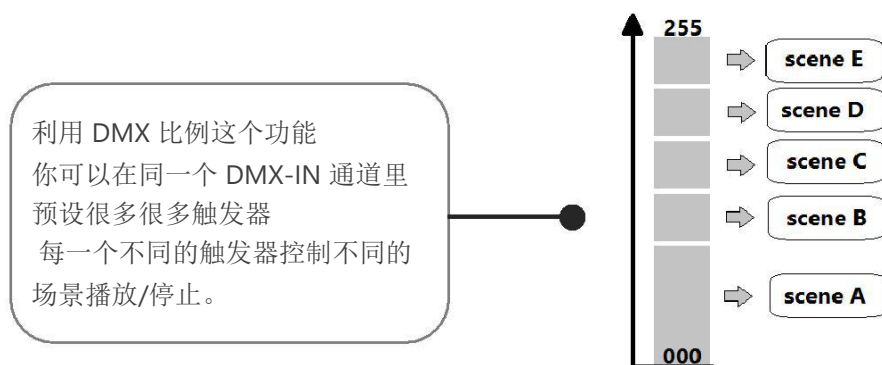 利用 DMX 比例这个功能
你可以在同一个 DMX-IN 通道里
预设很多很多触发器
每一个不同的触发器控制不同的
场景播放/停止。
255
scene E
scene D
scene C
scene B
scene A
000